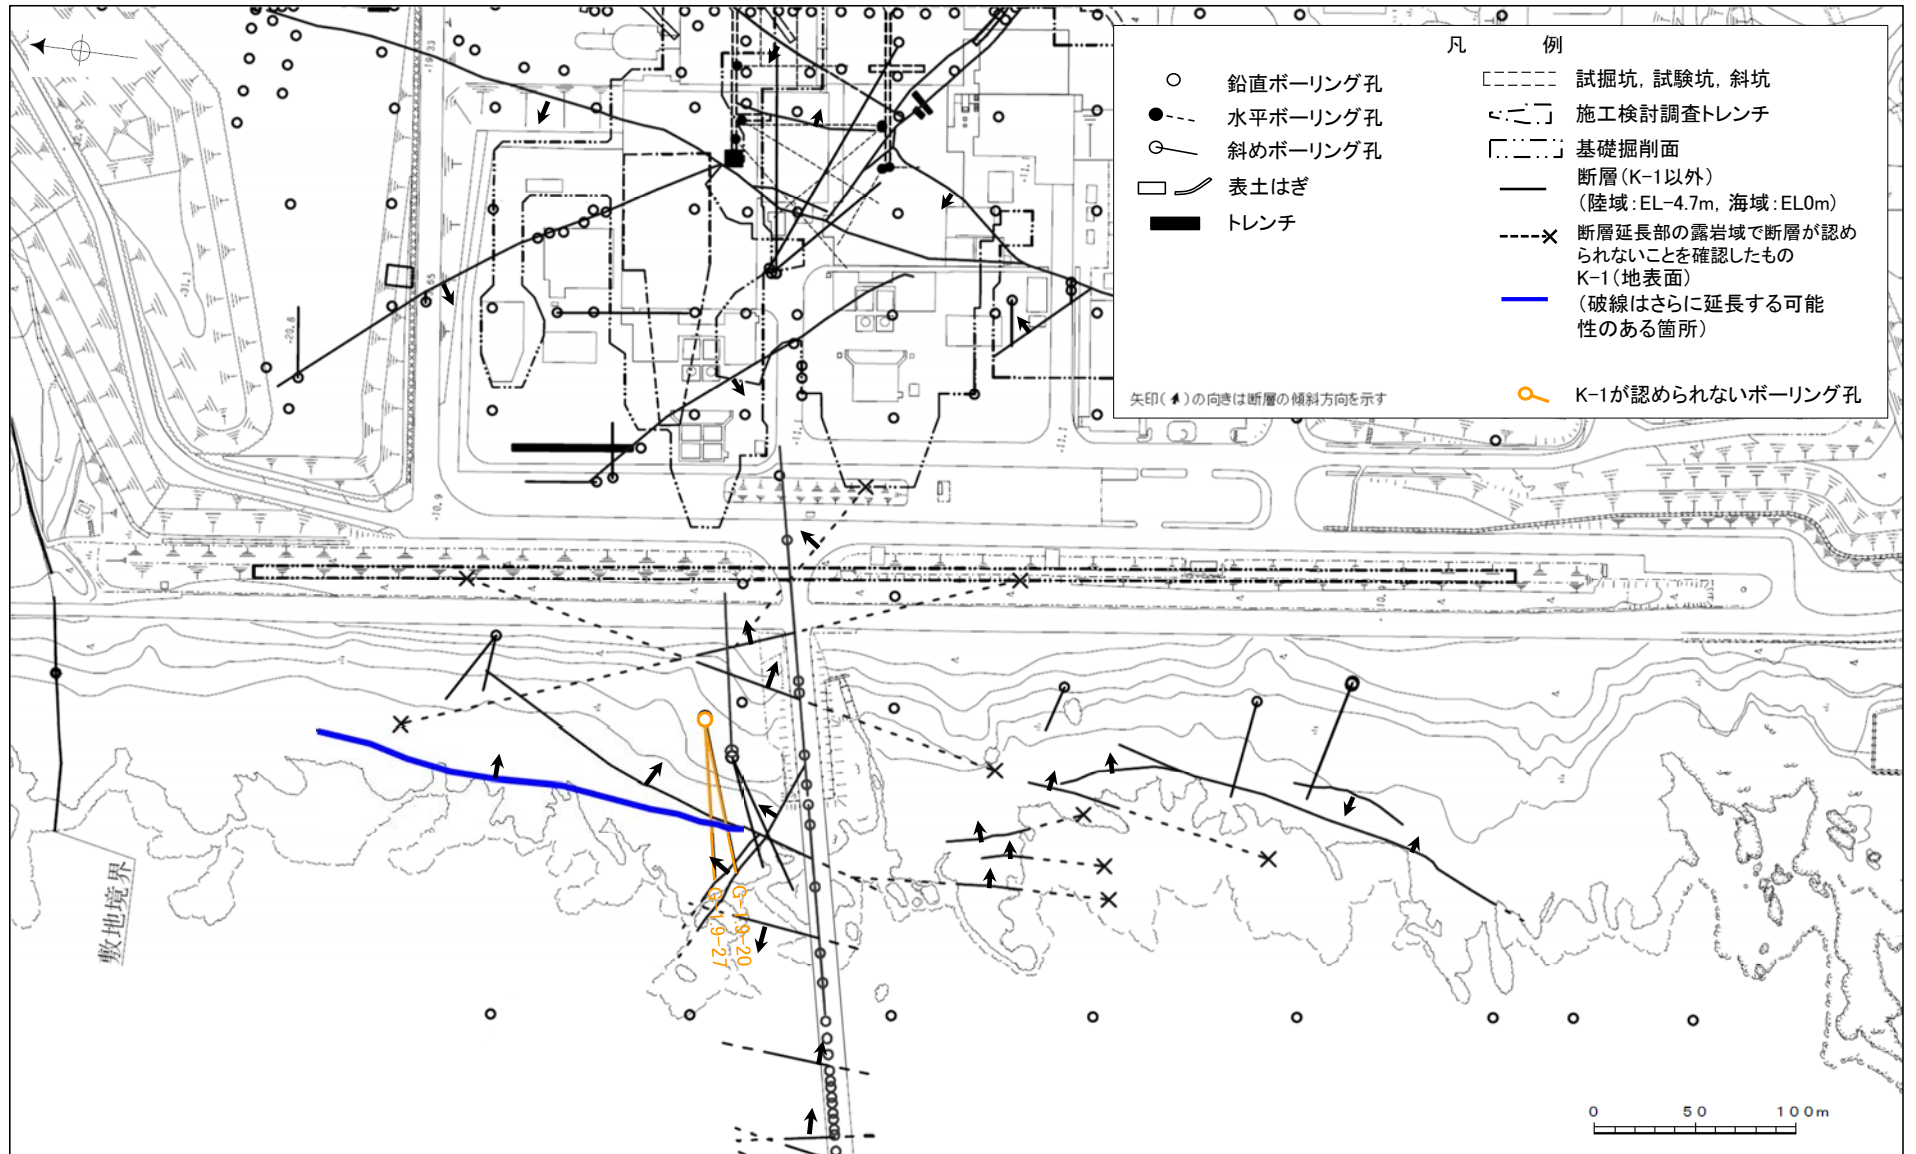 凡 例
鉛直ボーリング孔
水平ボーリング孔
斜めボーリング孔
表土はぎ
トレンチ
試掘坑, 試験坑, 斜坑
施工検討調査トレンチ
基礎掘削面
断層(K-1以外)
(陸域:EL-4.7m, 海域:EL0m)
断層延長部の露岩域で断層が認め
られないことを確認したもの
K-1(地表面)
(破線はさらに延長する可能
性のある箇所)
K-1が認められないボーリング孔
矢印( )の向きは断層の傾斜方向を示す
敷地境界
G-1.9-27
G-1.9-20
0 50 100m